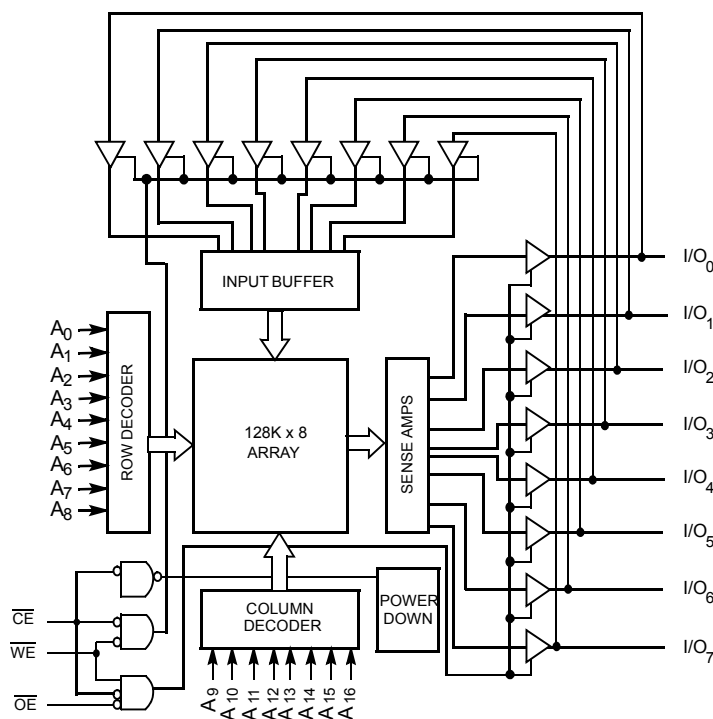 INPUT BUFFER
A0
A1
A2
A3
A4
A5
A6
A7
A8
ROW DECODER
128K x 8
ARRAY
SENSE AMPS
I/O0
I/O1
I/O2
I/O3
I/O4
I/O5
I/O6
I/O7
COLUMN
DECODER
POWER
DOWN
CE
WE
OE
A9
A10
A11
A12
A13
A14
A15
A16